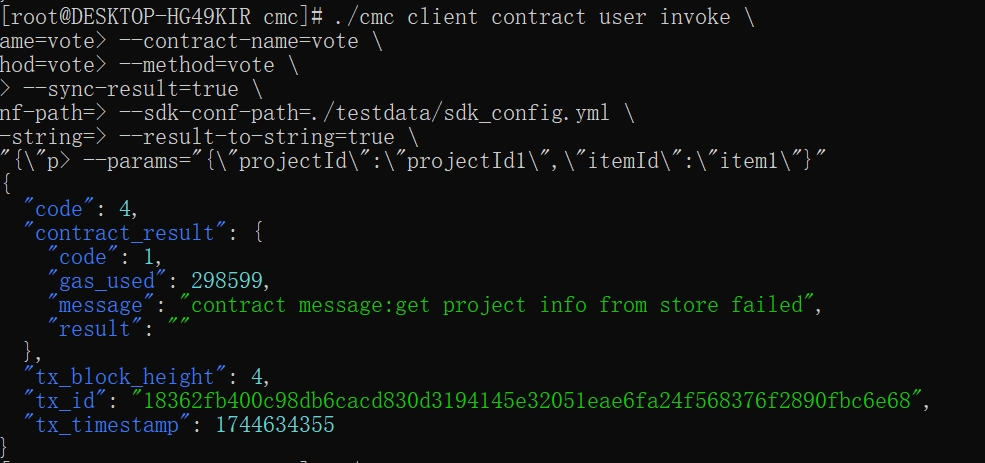 [root@DESKTOP-HG49KIR cmc]# ./cmc client contract user invoke \
ame=vote> --contract-name=vote \
hod=vote> --method=vote \
> --sync-result=true \
nf-path=> --sdk-conf-path=./testdata/sdk_config.yml \
-string=> --result-to-string=true \
"{\"p> --params="{\"projectId\":\"projectId1\",\"itemId\":\"item1\"}"
{
"code": 4,
"contract_result": {
"code": 1,
"gas_used": 298599,
"message": "contract message:get project info from store failed",
"result": ""
},
"tx_block_height": 4,
"tx_id": "18362fb400c98db6cacd830d3194145e32051eae6fa24f568376f2890fbc6e68",
"tx_timestamp": 1744634355
}